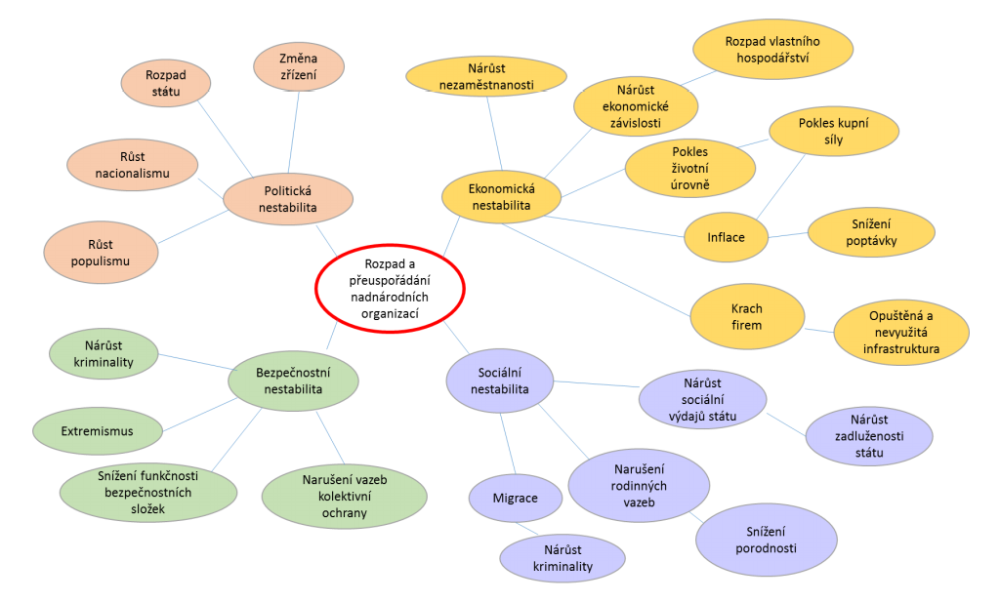 Rozpad
státu
Změna
zřízení
Růst
nacionalismu
Politická
nestabilita
Růst
populismu
Nárůst
nezaměstnanosti
Nárůst
ekonomické
závislosti
Rozpad vlastního
hospodářství
Pokles kupní
síly
Pokles
životní
úrovně
Ekonomická
nestabilita
Inflace
Snížení
poptávky
Krach
firem
Opuštěná a
nevyužitá
infrastruktura
Rozpad a
přeuspořádání
nadnárodních
organizací
Nárůst
kriminality
Bezpečnostní
nestabilita
Extremismus
Snížení funkčnosti
bezpečnostních
složek
Narušení vazeb
kolektivní
ochrany
Sociální
nestabilita
Nárůst
sociální
výdajů státu
Nárůst
zadluženosti
státu
Narušení
rodinných
vazeb
Migrace
Snížení
porodnosti
Nárůst
kriminality